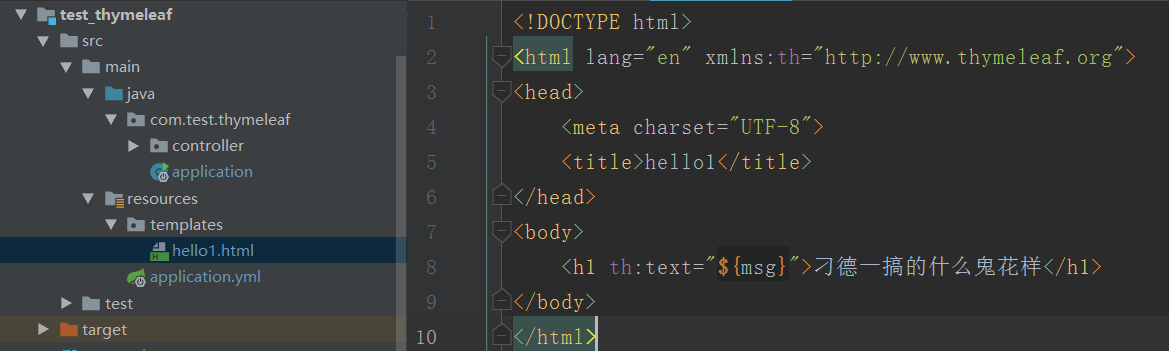 test_thymeleaf
src
main
java
com.test.thymeleaf
controller
application
resources
templates
hello1.html
application.yml
test
target
1 <!DOCTYPE html>
2 <html lang="en" xmlns:th="http://www.thymeleaf.org">
3 <head>
4 <meta charset="UTF-8">
5 <title>hello1</title>
6 </head>
7 <body>
8 <h1 th:text="${msg}">刁德一搞的什么鬼花样</h1>
9 </body>
10 </html>